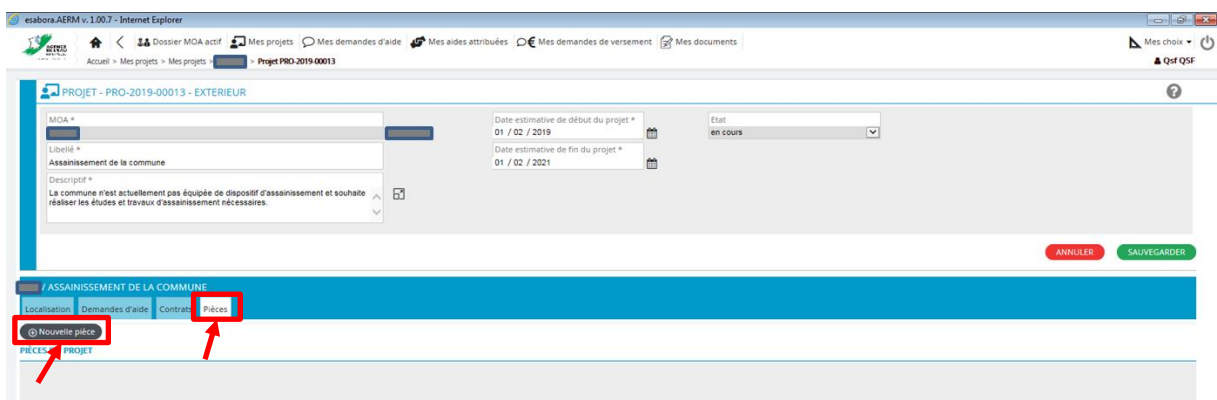 esabora.AERM v. 1.00.7 - Internet Explorer
Dossier MOA actif Mes projets Mes demandes d'aide Mes aides attribuées Mes demandes de versement Mes documents Mes choix
AGENCE DE L'EAU
Accueil > Mes projets > Mes projets > > Projet PRO-2019-00013 Qsf QSF
PROJET - PRO-2019-00013 - EXTERIEUR
MOA * Date estimative de début du projet * Etat
01 / 02 / 2019 en cours
Libellé * Date estimative de fin du projet *
Assainissement de la commune 01 / 02 / 2021
Descriptif *
La commune n'est actuellement pas équipée de dispositif d'assainissement et souhaite
réaliser les études et travaux d'assainissement nécessaires.
ANNULER SAUVEGARDER
/ ASSAINISSEMENT DE LA COMMUNE
Localisation Demandes d'aide Contrats Pièces
Nouvelle pièce
PIÈCES PROJET